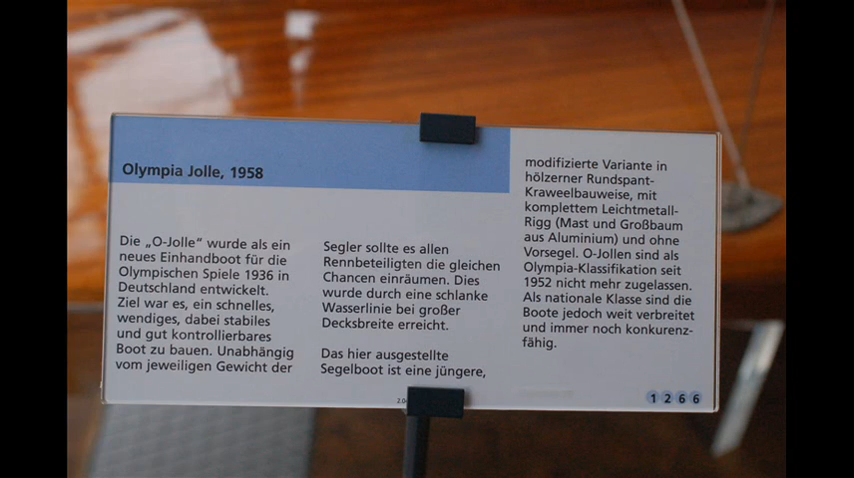 Olympia Jolle, 1958
Die „O-Jolle“ wurde als ein
neues Einhandboot für die
Olympischen Spiele 1936 in
Deutschland entwickelt.
Ziel war es, ein schnelles,
wendiges, dabei stabiles
und gut kontrollierbares
Boot zu bauen. Unabhängig
vom jeweiligen Gewicht der
Segler sollte es allen
Rennbeteiligten die gleichen
Chancen einräumen. Dies
wurde durch eine schlanke
Wasserlinie bei großer
Decksbreite erreicht.
Das hier ausgestellte
Segelboot ist eine jüngere,
modifizierte Variante in
hölzerner Rundspant-
Kraweelbauweise, mit
komplettem Leichtmetall-
Rigg (Mast und Großbaum
aus Aluminium) und ohne
Vorsegel. O-Jollen sind als
Olympia-Klassifikation seit
1952 nicht mehr zugelassen.
Als nationale Klasse sind die
Boote jedoch weit verbreitet
und immer noch konkurenz-
fähig.
1 2 6 6